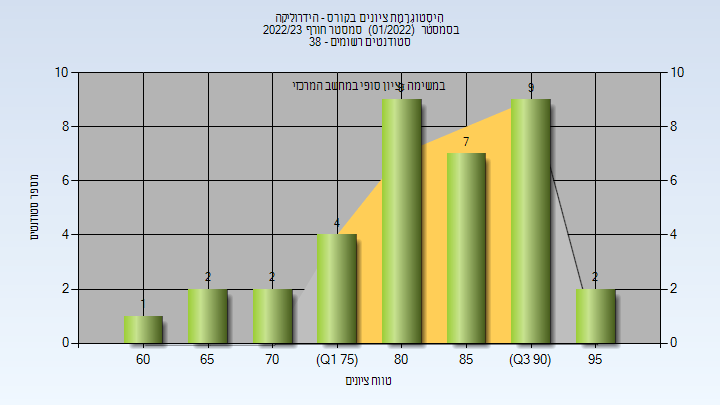 היסטוגרמת ציונים בקורס - הידרוליקה
בסמסטר (01/2022) סמסטר חורף 2022/23
סטודנטים רשומים - 38
במשימה ציון סופי במחשב המרכזי
10 10
8 8
6 6
4 4
2 2
0 0
1 2 2 4 9 7 9 2
מספר סטודנטים
60 65 70 (Q1 75) 80 85 (Q3 90) 95
טווח ציונים